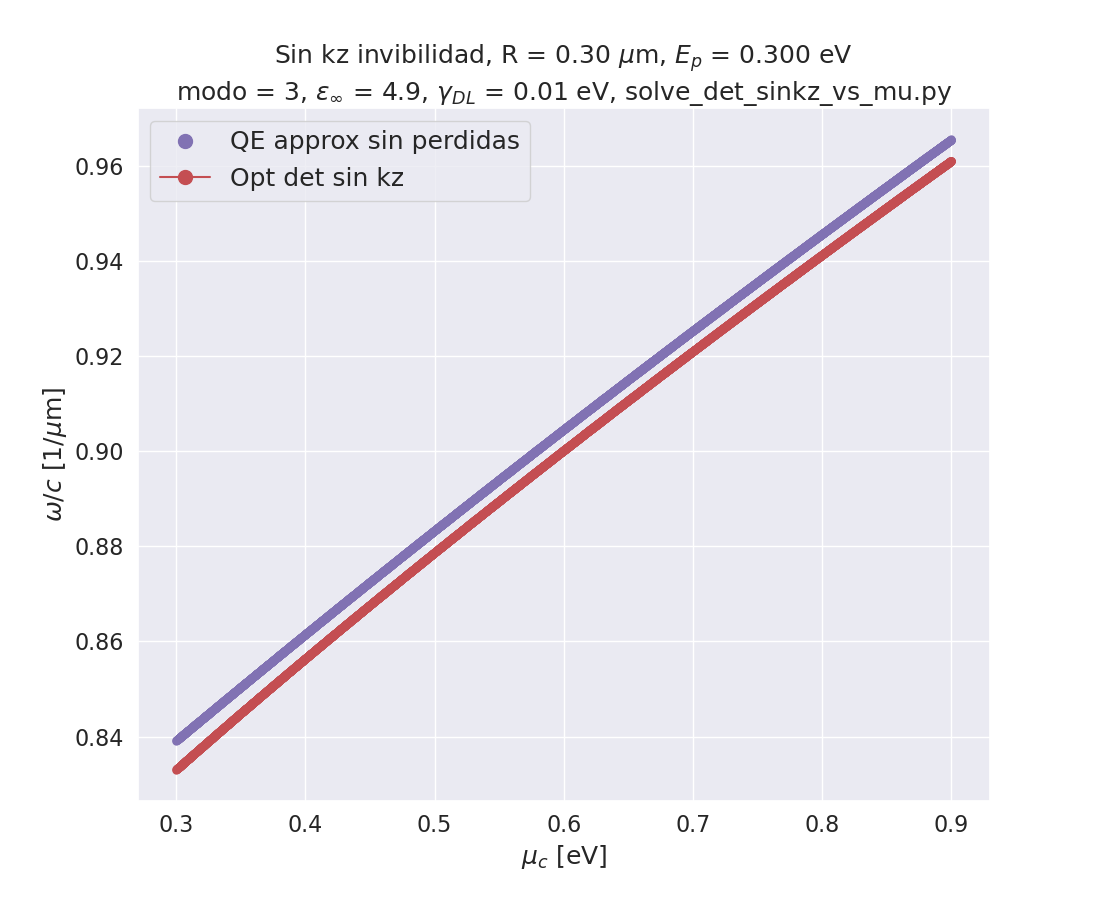 Sin kz invibilidad, R = 0.30 μm, E_p = 0.300 eV
modo = 3, ε_∞ = 4.9, γ_DL = 0.01 eV, solve_det_sinkz_vs_mu.py
QE approx sin perdidas
Opt det sin kz
0.96
0.94
0.92
0.90
0.88
0.86
0.84
ω/c [1/μm]
0.3 0.4 0.5 0.6 0.7 0.8 0.9
μ_c [eV]